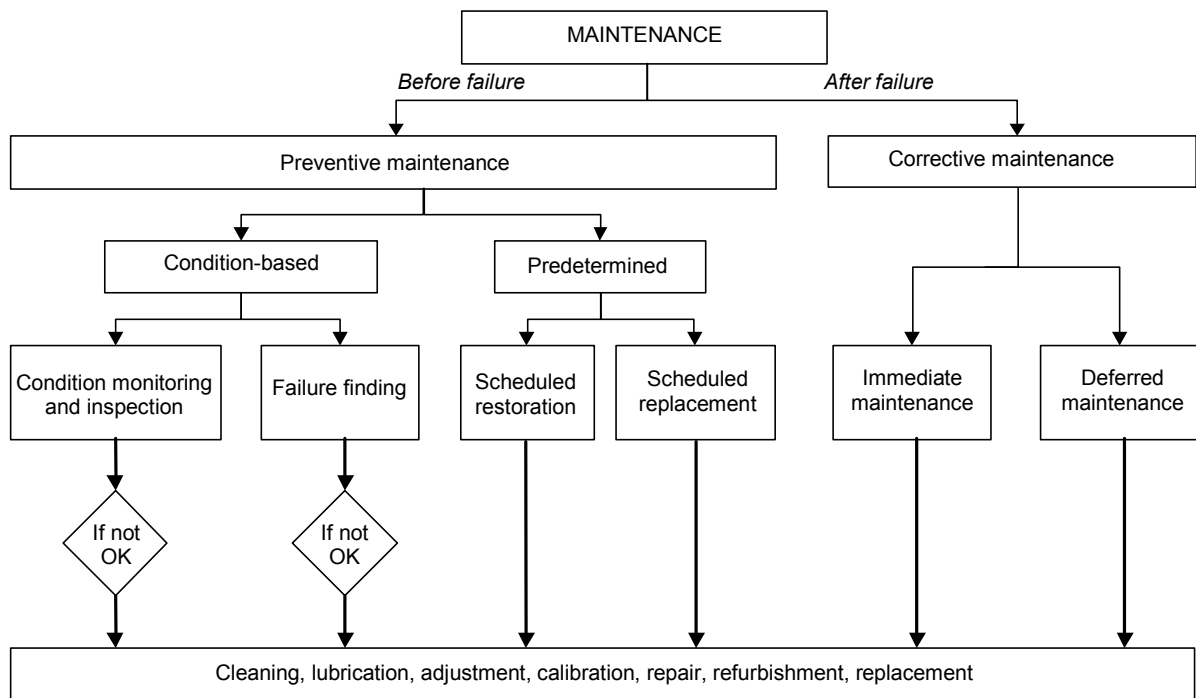 MAINTENANCE
Before failure
After failure
Preventive maintenance
Corrective maintenance
Condition-based
Predetermined
Condition monitoring
and inspection
Failure finding
Scheduled
restoration
Scheduled
replacement
Immediate
maintenance
Deferred
maintenance
If not
OK
If not
OK
Cleaning, lubrication, adjustment, calibration, repair, refurbishment, replacement